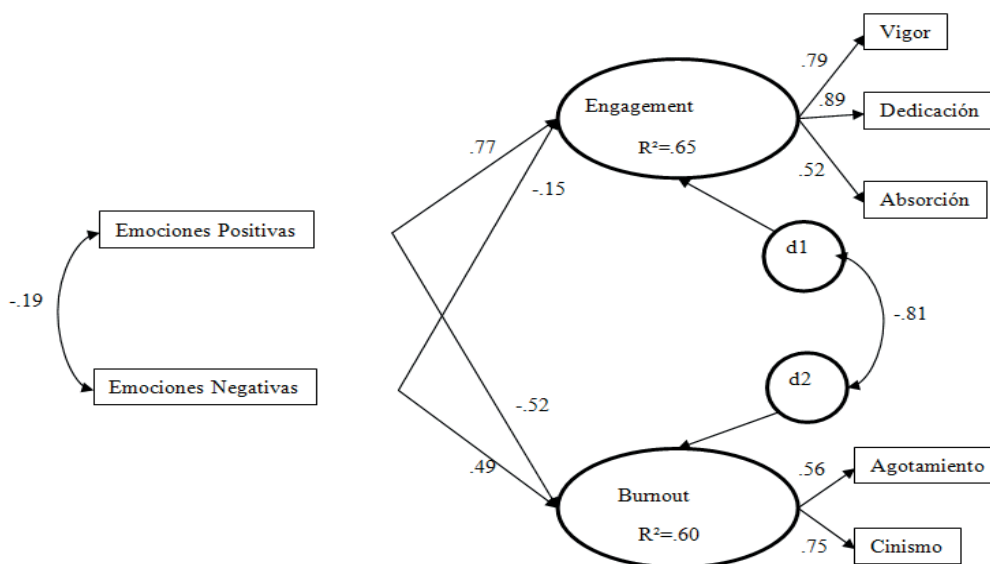 Vigor
.79
Engagement
.89
Dedicación
R²=.65
.77
.52
-.15
Absorción
Emociones Positivas
d1
-.19
-.81
d2
Emociones Negativas
-.52
.49
.56
Agotamiento
Burnout
R²=.60
.75
Cinismo